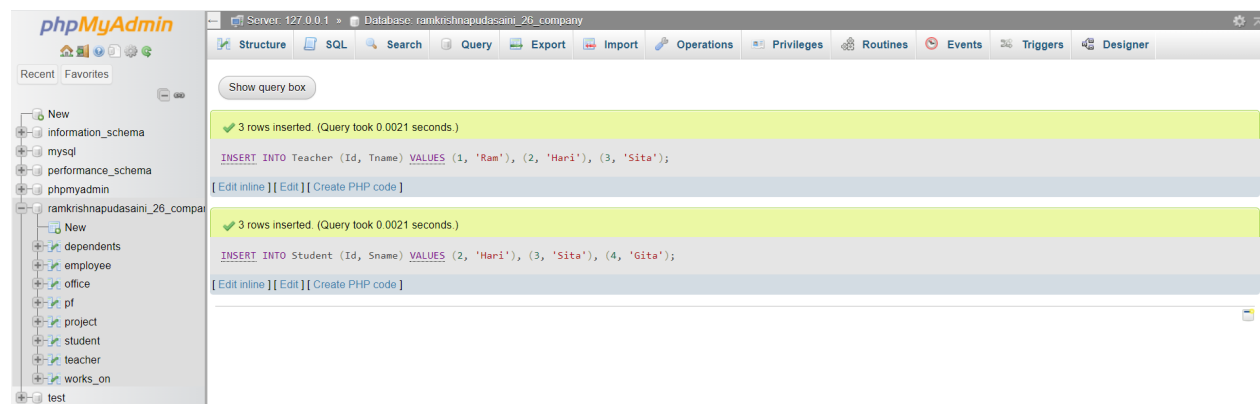 phpMyAdmin
Recent Favorites
New
information_schema
mysql
performance_schema
phpmyadmin
ramkrishnapudasaini_26_compar
New
dependents
employee
office
pf
project
student
teacher
works_on
test
Server: 127.0.0.1 » Database: ramkrishnapudasaini_26_company
Structure SQL Search Query Export Import Operations Privileges Routines Events Triggers Designer
Show query box
3 rows inserted. (Query took 0.0021 seconds.)
INSERT INTO Teacher (Id, Tname) VALUES (1, 'Ram'), (2, 'Hari'), (3, 'Sita');
[ Edit inline ] [ Edit ] [ Create PHP code ]
3 rows inserted. (Query took 0.0021 seconds.)
INSERT INTO Student (Id, Sname) VALUES (2, 'Hari'), (3, 'Sita'), (4, 'Gita');
[ Edit inline ] [ Edit ] [ Create PHP code ]